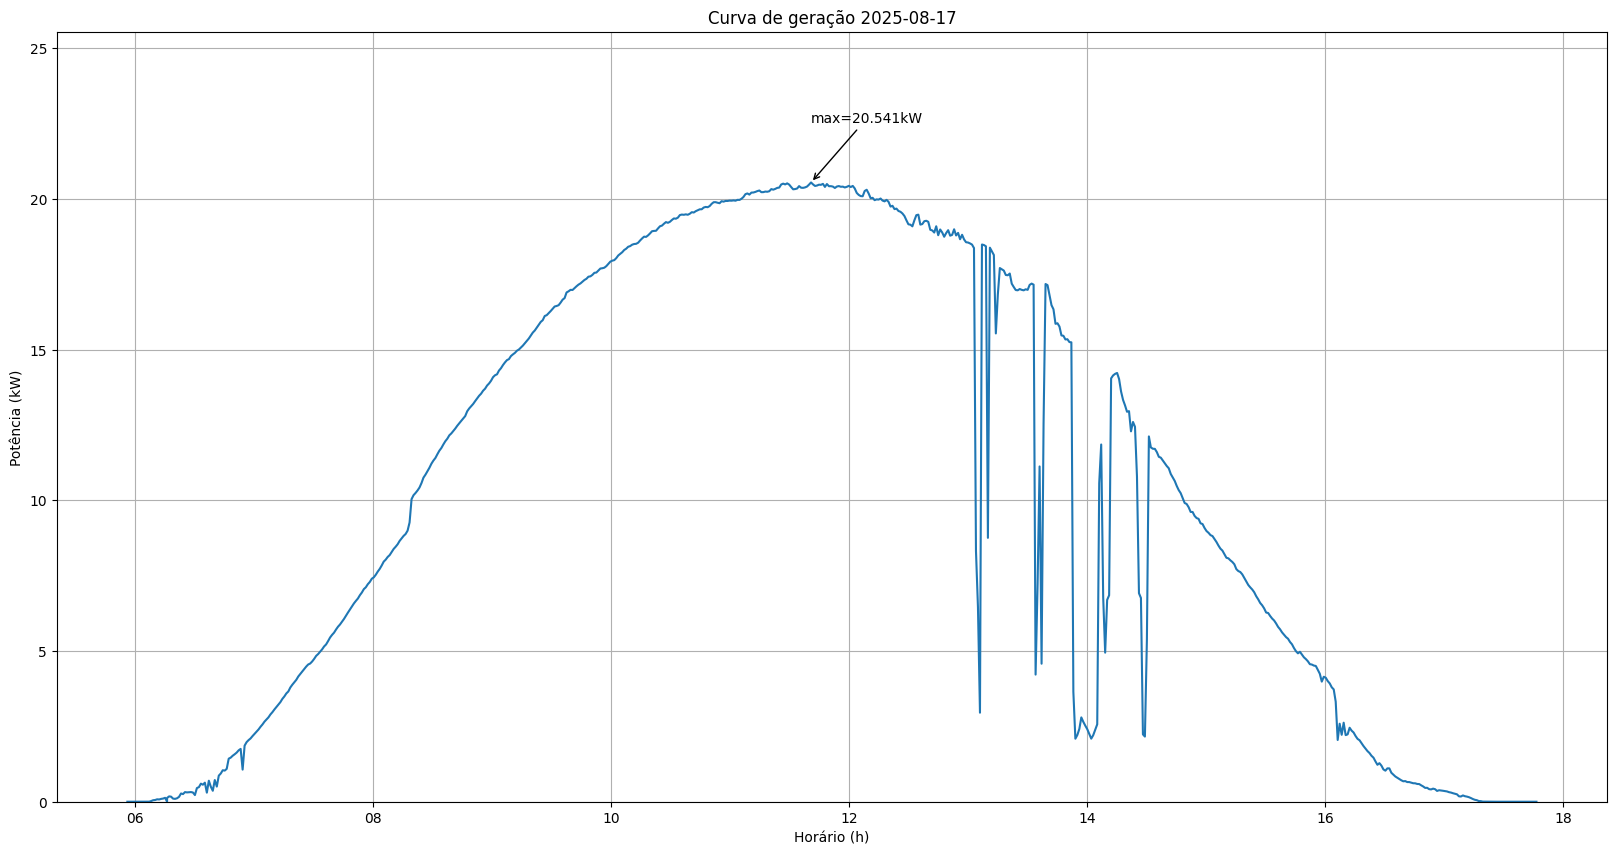 Curva de geração 2025-08-17
max=20.541kW
Potência (kW)
25
20
15
10
5
0
06 08 10 12 14 16 18
Horário (h)